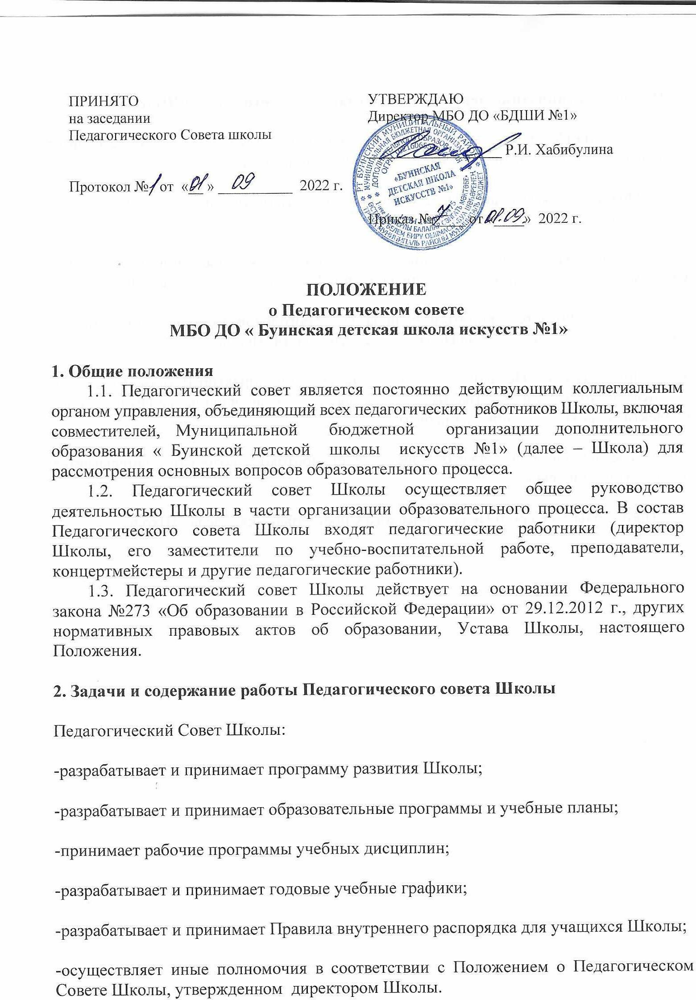 ПРИНЯТО
на заседании
Педагогического Совета школы
Протокол №1 от «01» 09 2022 г.
УТВЕРЖДАЮ
Директор МБО ДО «БДШИ №1»
Р.И. Хабибулина
РТ БУИНСКИЙ МУНИЦИПАЛЬНЫЙ РАЙОН
МУНИЦИПАЛЬНАЯ БЮДЖЕТНАЯ ОРГАНИЗАЦИЯ
ДОПОЛНИТЕЛЬНОГО ОБРАЗОВАНИЯ
ОГРН
«БУИНСКАЯ
ДЕТСКАЯ ШКОЛА
ИСКУССТВ №1»
Приказ № 7 от «01.09» 2022 г.
ПОЛОЖЕНИЕ
о Педагогическом совете
МБО ДО « Буинская детская школа искусств №1»
1. Общие положения
1.1. Педагогический совет является постоянно действующим коллегиальным
органом управления, объединяющий всех педагогических работников Школы, включая
совместителей, Муниципальной бюджетной организации дополнительного
образования « Буинской детской школы искусств №1» (далее – Школа) для
рассмотрения основных вопросов образовательного процесса.
1.2. Педагогический совет Школы осуществляет общее руководство
деятельностью Школы в части организации образовательного процесса. В состав
Педагогического совета Школы входят педагогические работники (директор
Школы, его заместители по учебно-воспитательной работе, преподаватели,
концертмейстеры и другие педагогические работники).
1.3. Педагогический совет Школы действует на основании Федерального
закона №273 «Об образовании в Российской Федерации» от 29.12.2012 г., других
нормативных правовых актов об образовании, Устава Школы, настоящего
Положения.
2. Задачи и содержание работы Педагогического совета Школы
Педагогический Совет Школы:
-разрабатывает и принимает программу развития Школы;
-разрабатывает и принимает образовательные программы и учебные планы;
-принимает рабочие программы учебных дисциплин;
-разрабатывает и принимает годовые учебные графики;
-разрабатывает и принимает Правила внутреннего распорядка для учащихся Школы;
-осуществляет иные полномочия в соответствии с Положением о Педагогическом
Совете Школы, утвержденном директором Школы.